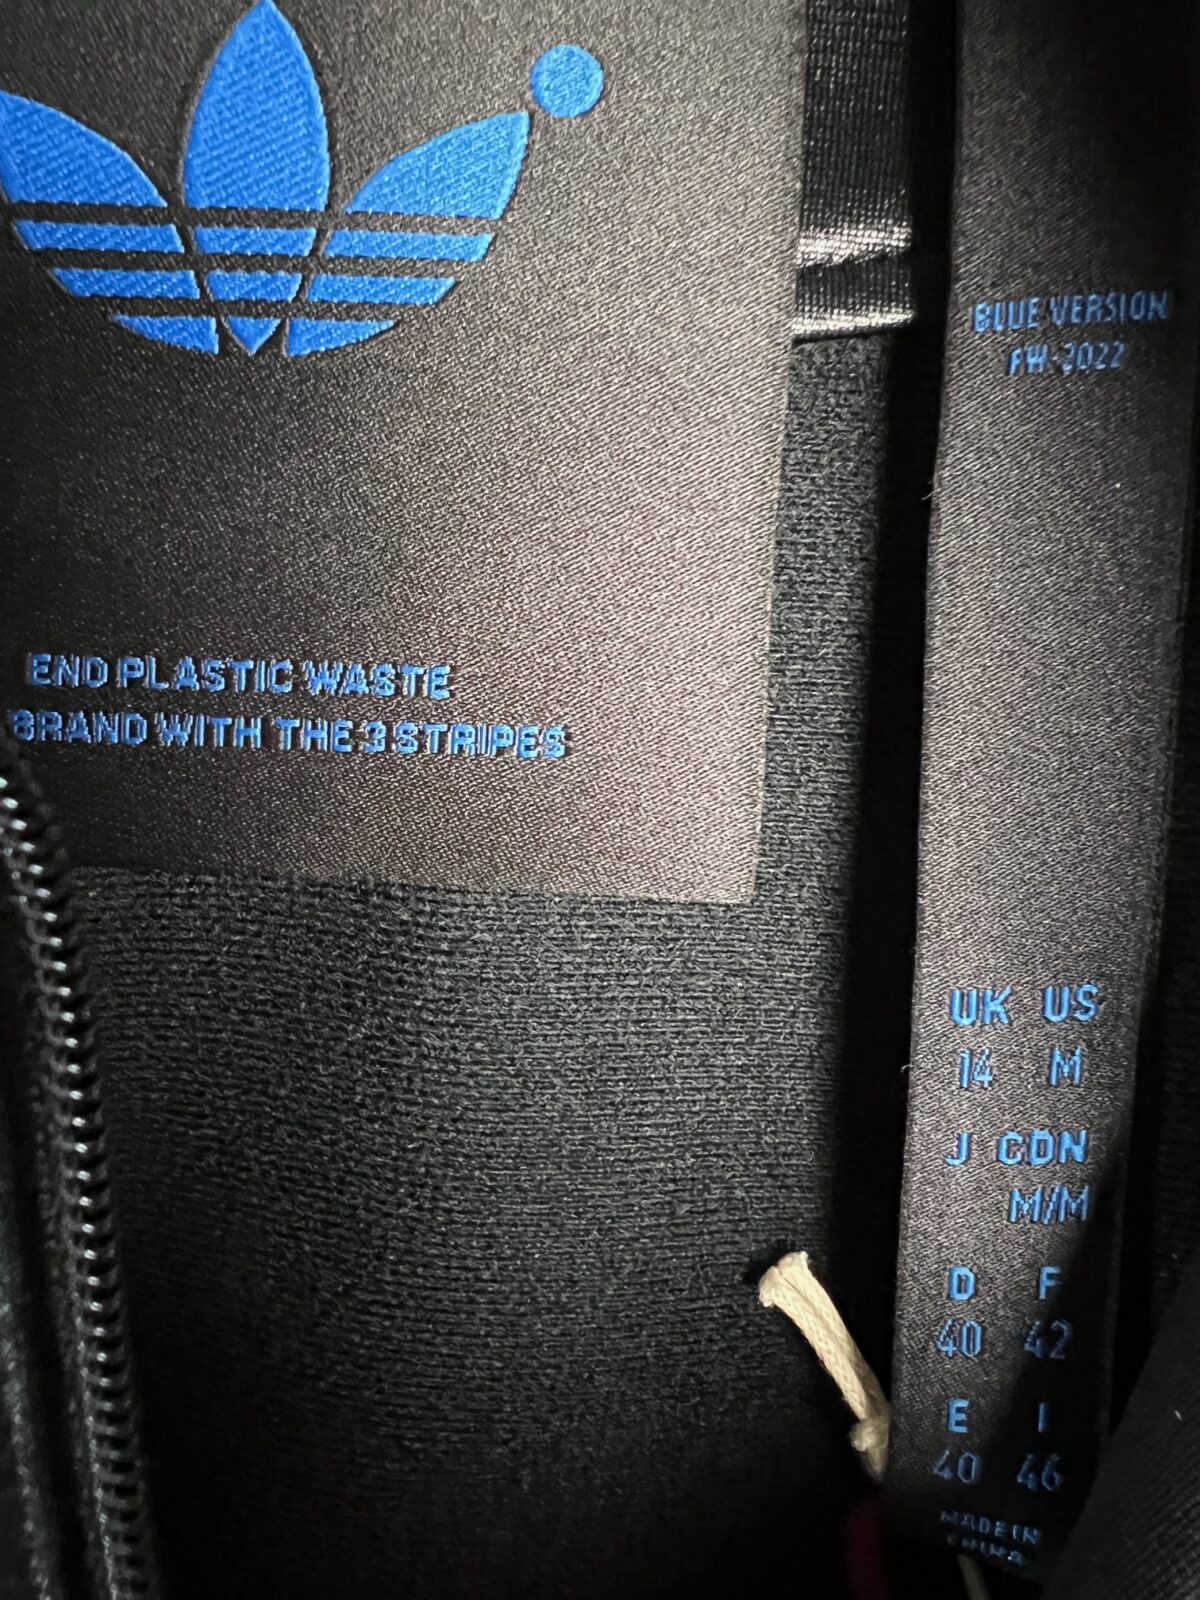 END PLASTIC WASTE
BRAND WITH THE 3 STRIPES
BLUE VERSION
FW-2022
UK US
14 M
J CDN
M/M
D F
40 42
E I
40 46
MADE IN
CHINA